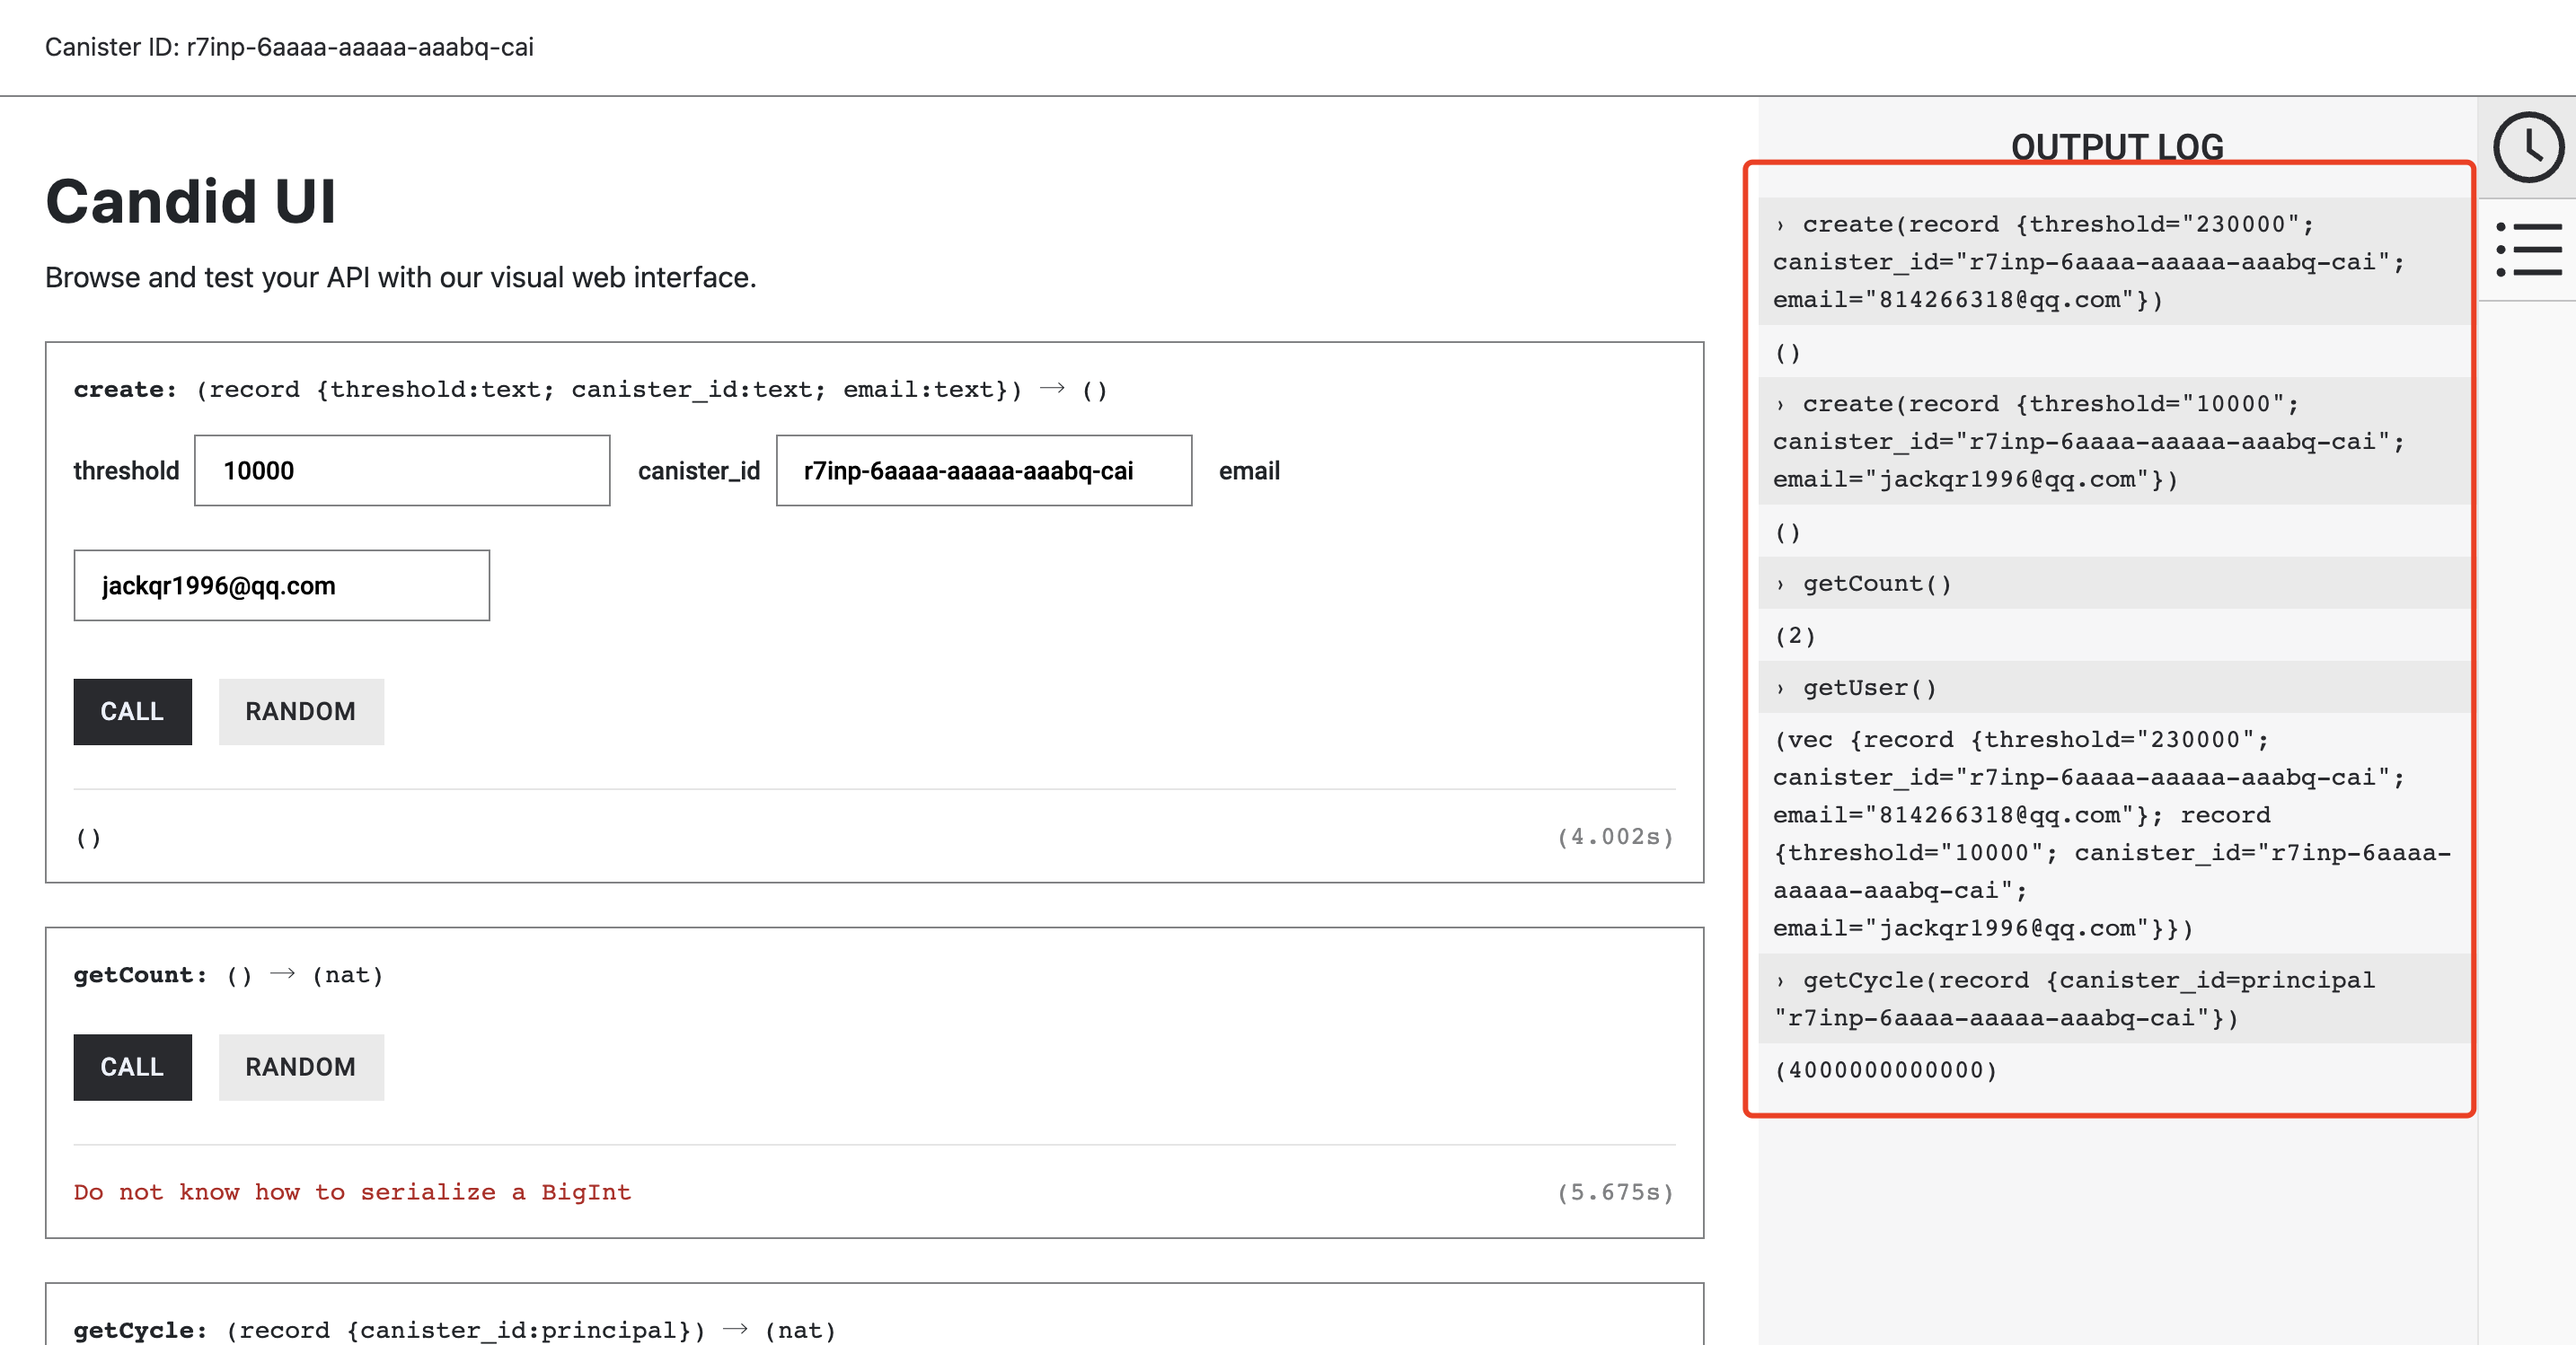 Canister ID: r7inp-6aaaa-aaaaa-aaabq-cai
Candid UI
Browse and test your API with our visual web interface.
create: (record {threshold:text; canister_id:text; email:text}) → ()
threshold 10000 canister_id r7inp-6aaaa-aaaaa-aaabq-cai email
jackqr1996@qq.com
CALL RANDOM
() (4.002s)
getCount: () → (nat)
CALL RANDOM
Do not know how to serialize a BigInt (5.675s)
getCycle: (record {canister_id:principal}) → (nat)
OUTPUT LOG
› create(record {threshold="230000";
canister_id="r7inp-6aaaa-aaaaa-aaabq-cai";
email="814266318@qq.com"})
()
› create(record {threshold="10000";
canister_id="r7inp-6aaaa-aaaaa-aaabq-cai";
email="jackqr1996@qq.com"})
()
› getCount()
(2)
› getUser()
(vec {record {threshold="230000";
canister_id="r7inp-6aaaa-aaaaa-aaabq-cai";
email="814266318@qq.com"}; record
{threshold="10000"; canister_id="r7inp-6aaaa-
aaaaa-aaabq-cai";
email="jackqr1996@qq.com"}})
› getCycle(record {canister_id=principal
"r7inp-6aaaa-aaaaa-aaabq-cai"})
(4000000000000)